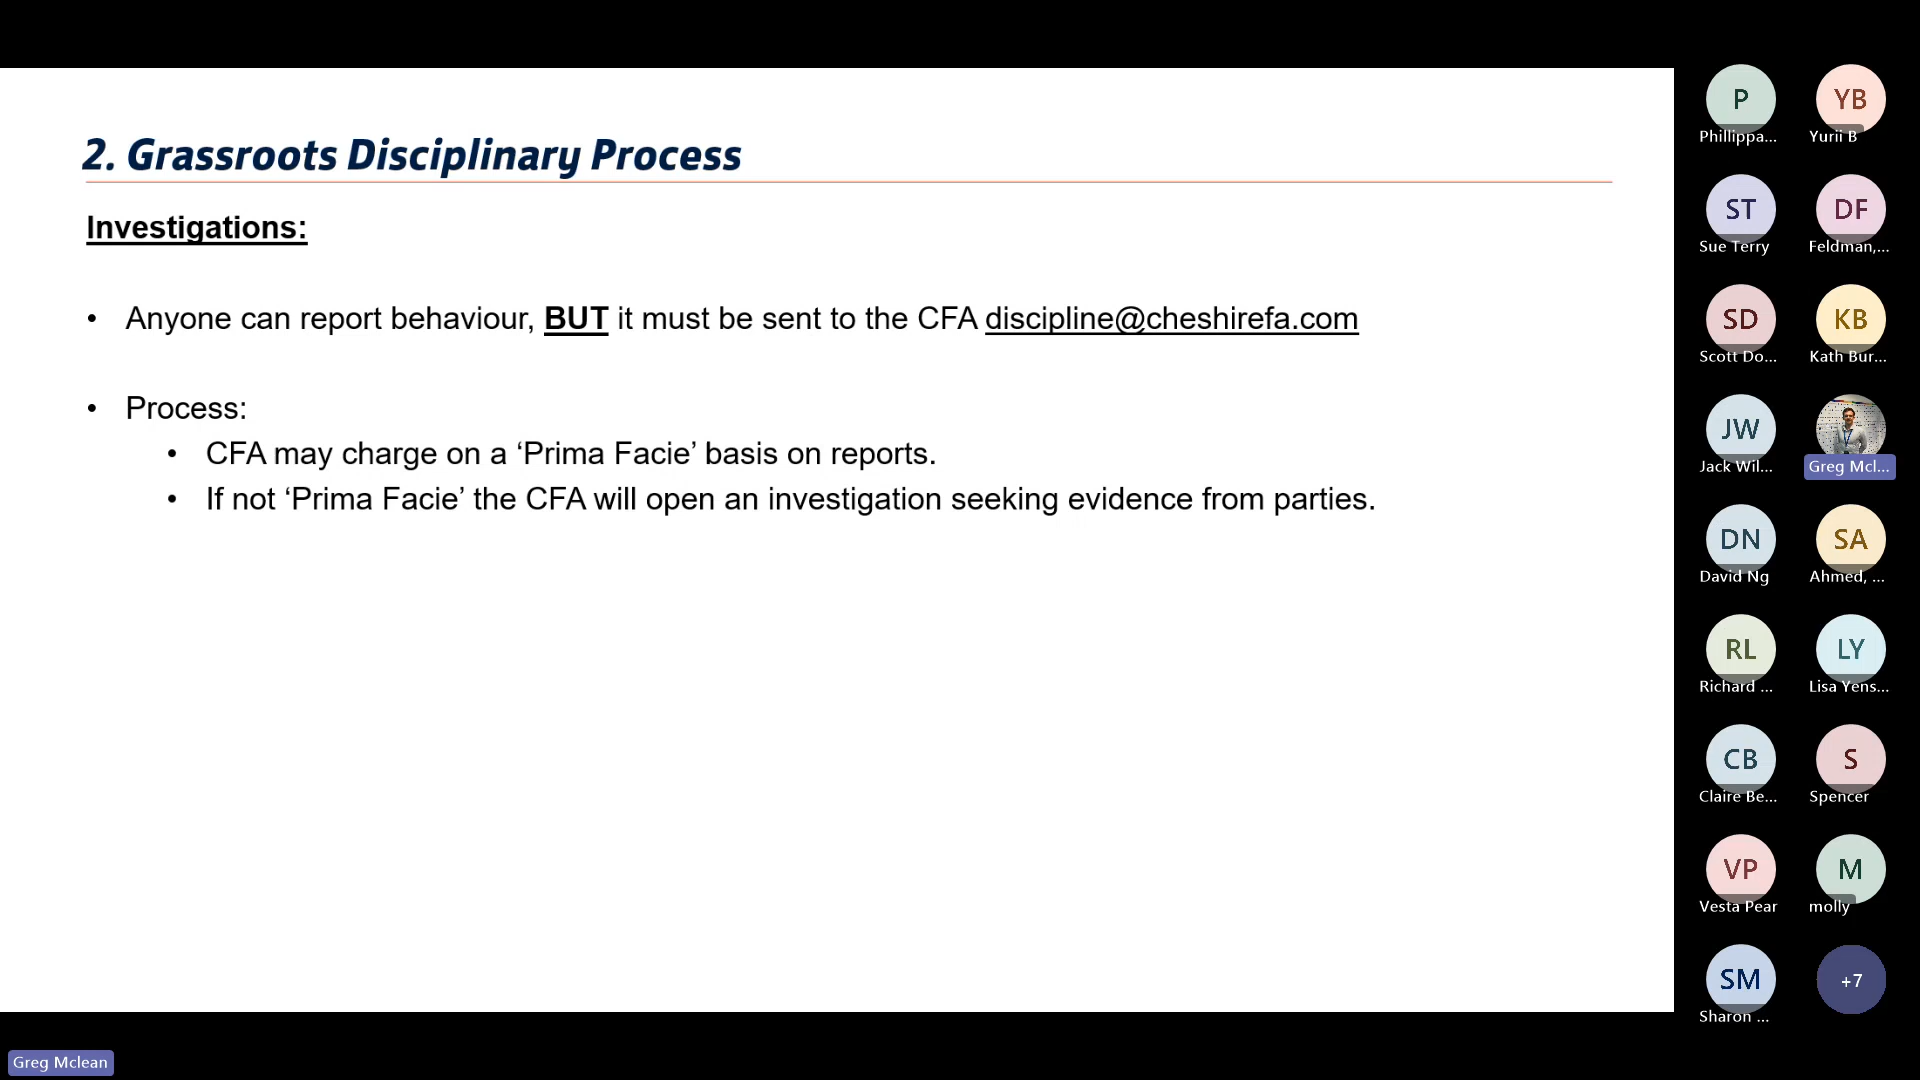 2. Grassroots Disciplinary Process
Investigations:
• Anyone can report behaviour, BUT it must be sent to the CFA discipline@cheshirefa.com
• Process:
• CFA may charge on a ‘Prima Facie’ basis on reports.
• If not ‘Prima Facie’ the CFA will open an investigation seeking evidence from parties.
P
Phillippa...
YB
Yurii B
ST
Sue Terry
DF
Feldman,...
SD
Scott Do...
KB
Kath Bur...
JW
Jack Wil...
Greg Mcl...
DN
David Ng
SA
Ahmed, ...
RL
Richard ...
LY
Lisa Yens...
CB
Claire Be...
S
Spencer
VP
Vesta Pear
M
molly
SM
Sharon ...
+7
Greg Mclean